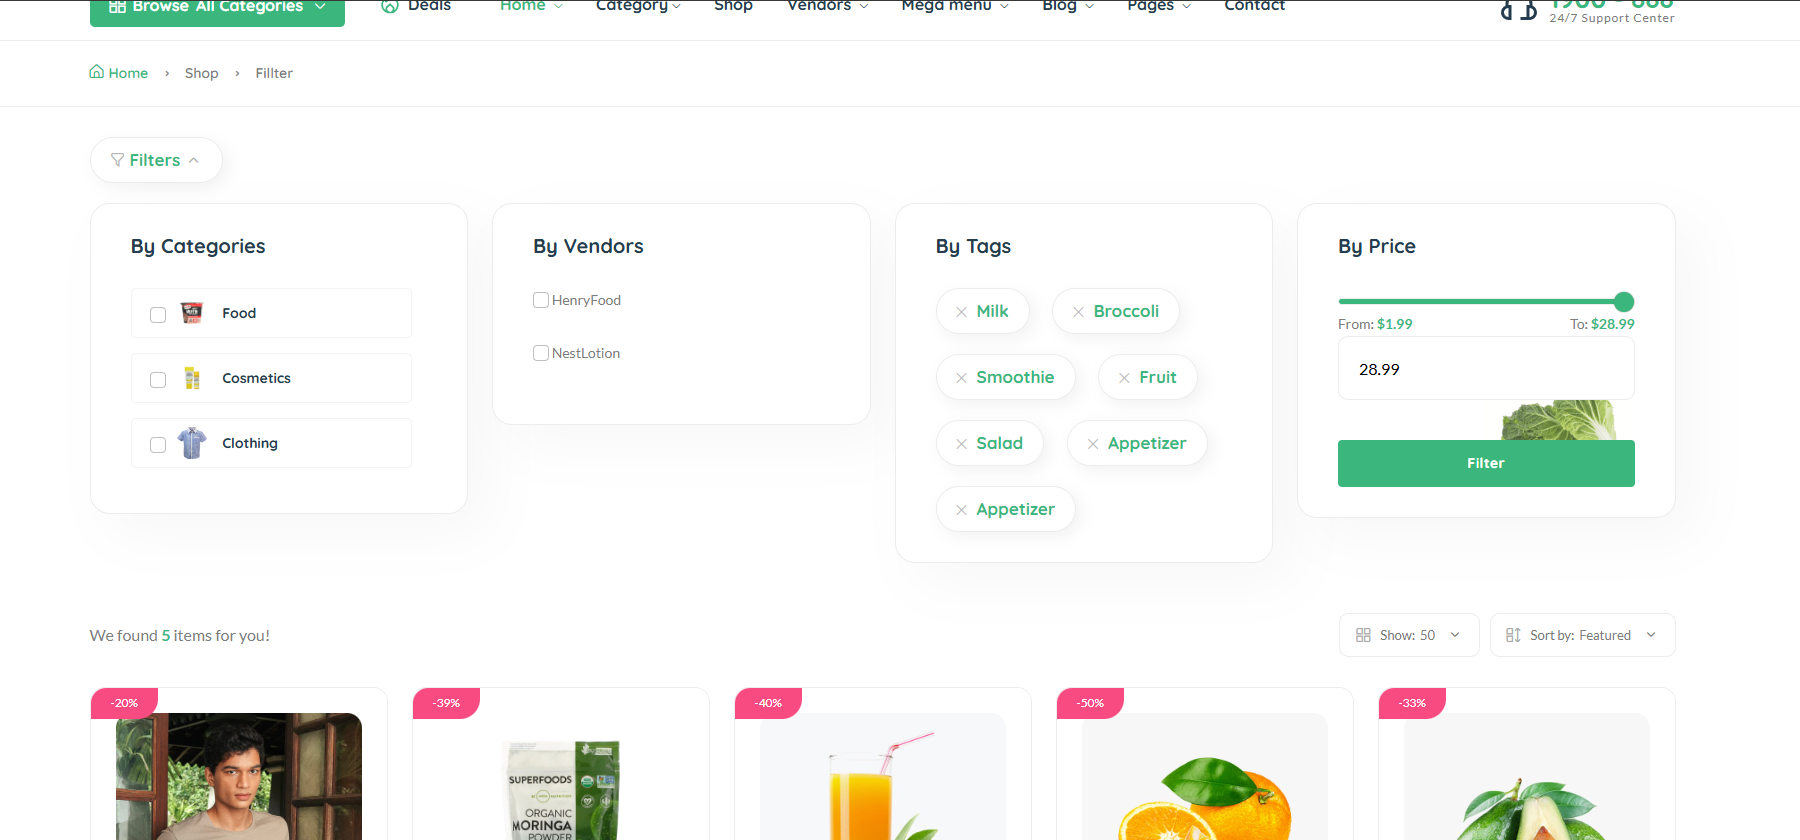 Browse All Categories
Deals
Home
Category
Shop
Vendors
Mega menu
Blog
Pages
Contact
1900 - 888
24/7 Support Center
Home
Shop
Fillter
Filters
By Categories
Food
Cosmetics
Clothing
By Vendors
HenryFood
NestLotion
By Tags
Milk
Broccoli
Smoothie
Fruit
Salad
Appetizer
Appetizer
By Price
From: $1.99
To: $28.99
28.99
Filter
We found 5 items for you!
Show: 50
Sort by: Featured
-20%
-39%
-40%
-50%
-33%
SUPERFOODS
ORGANIC
MORINGA
POWDER